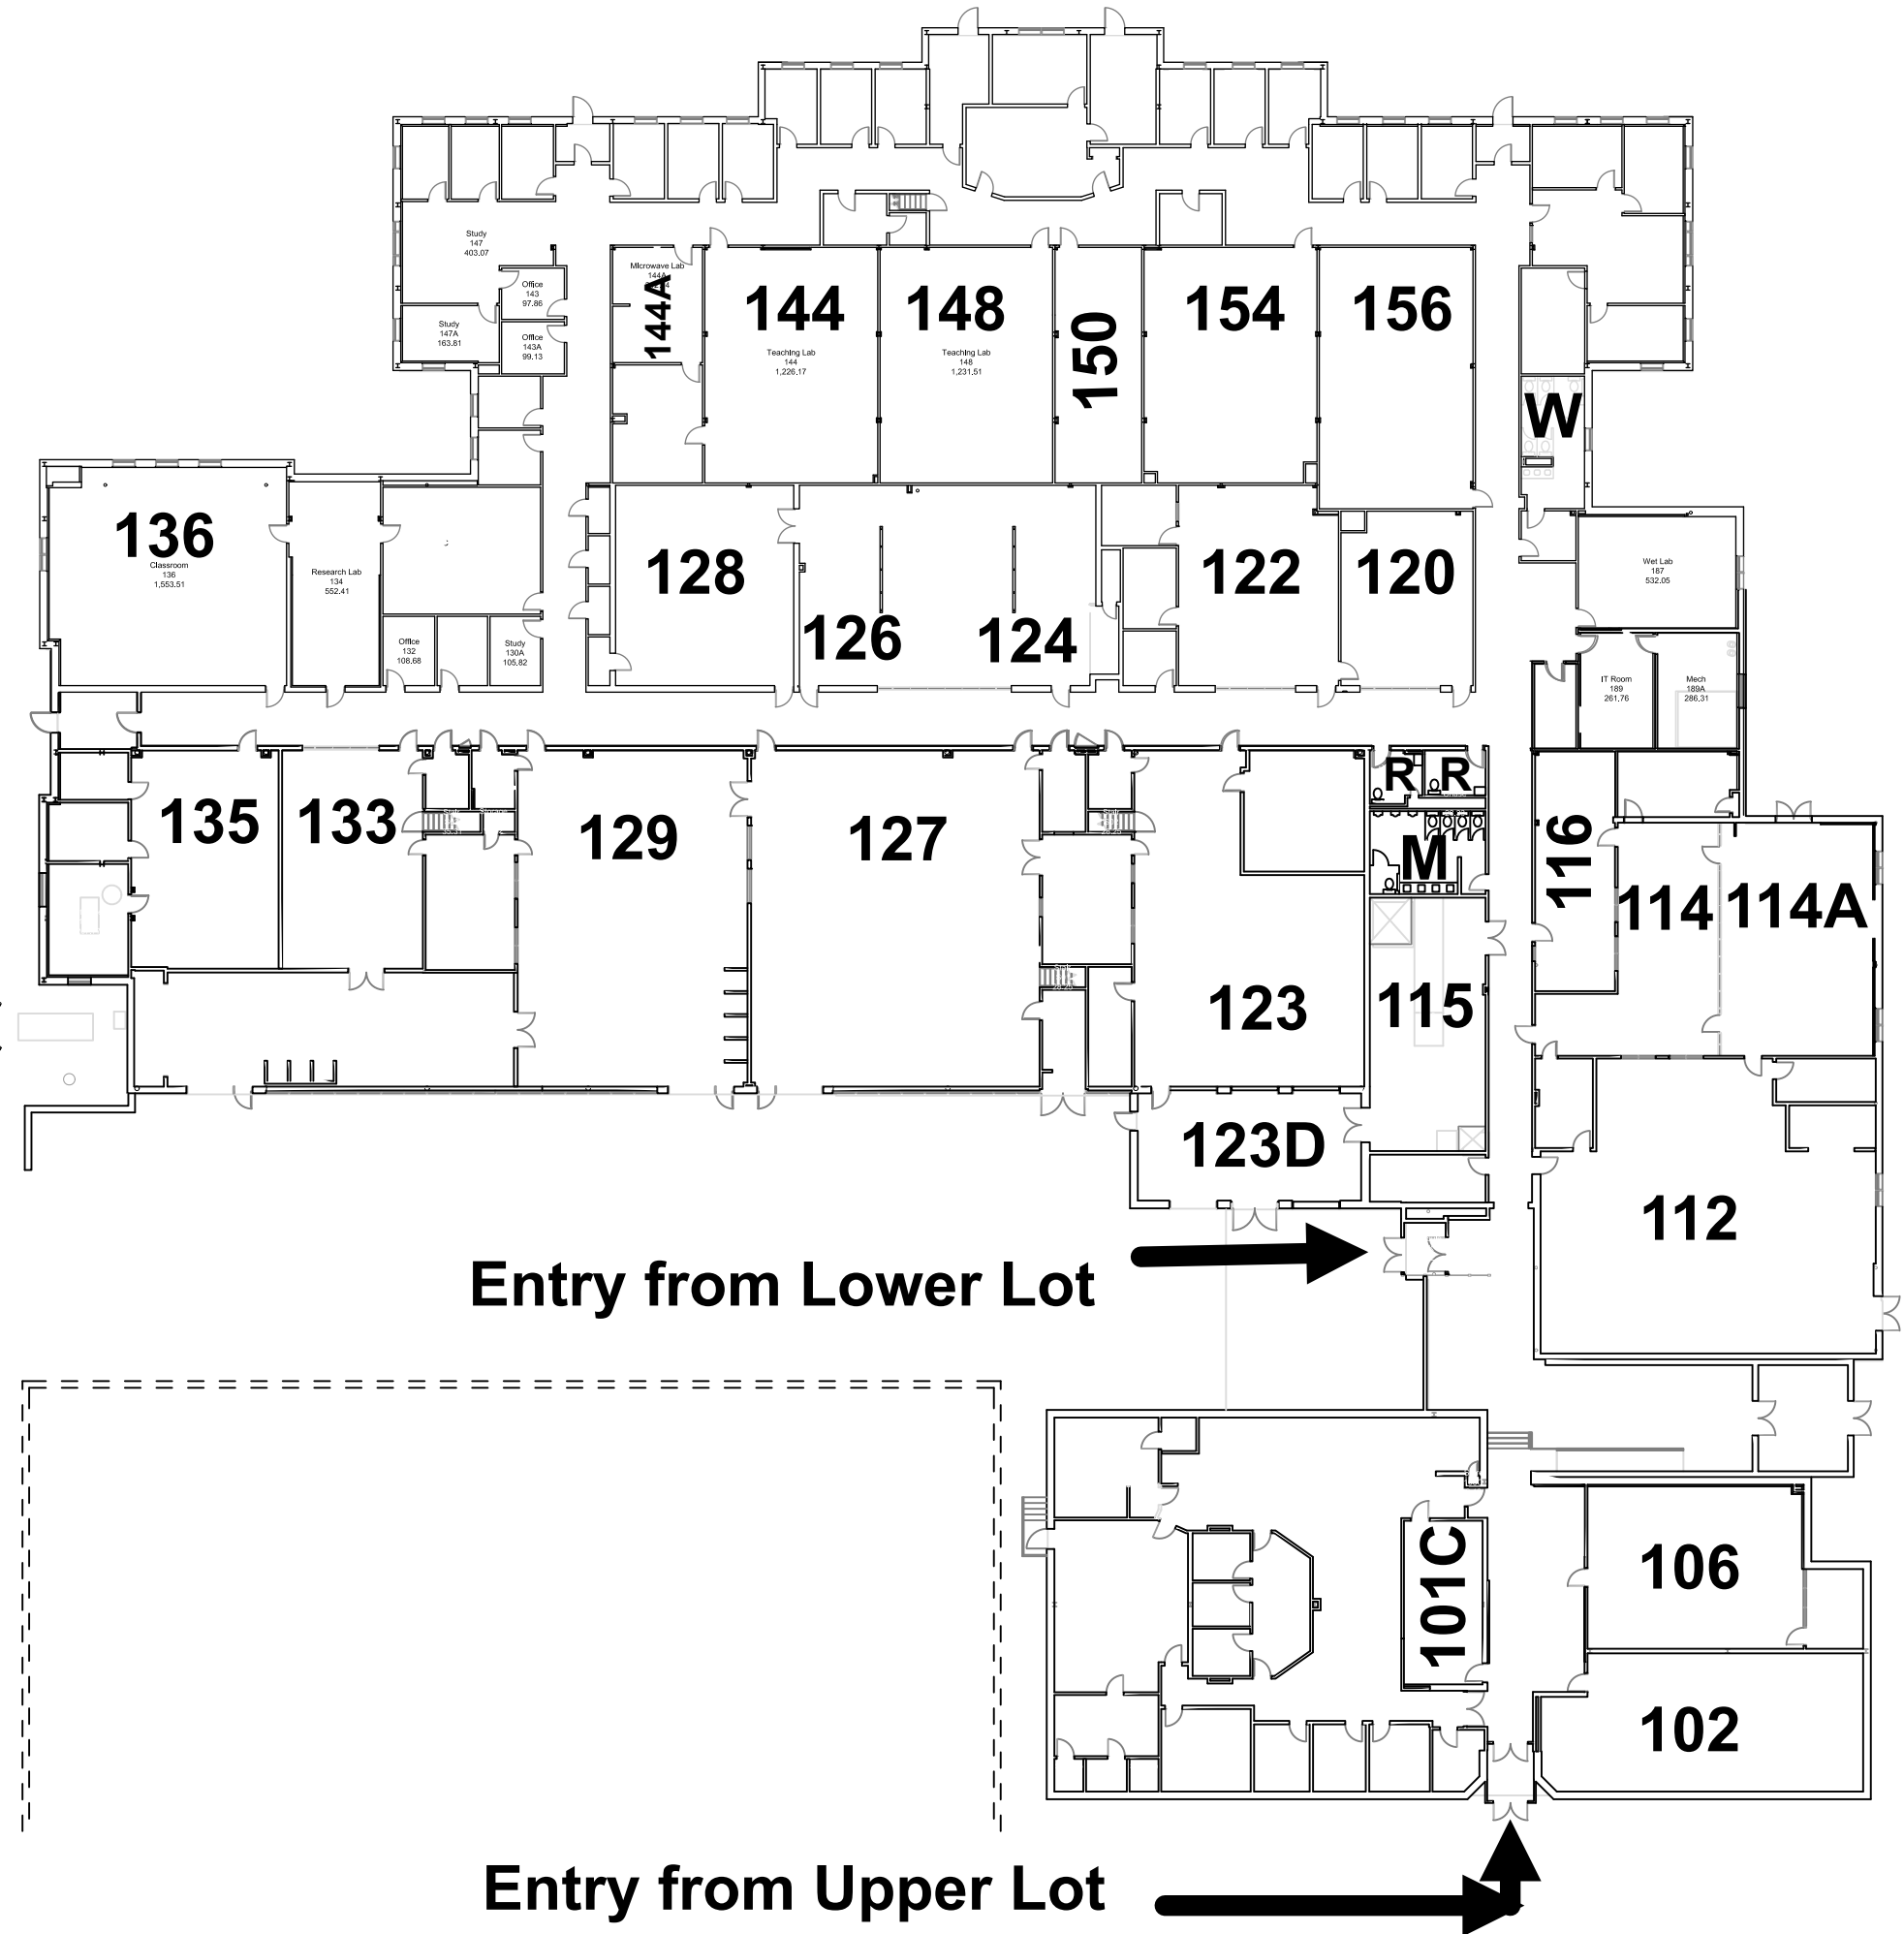 Study
147
403.07
Microwave Lab
144A
144A
Office
143
97.86
Study
147A
163.81
Office
143A
99.13
144
Teaching Lab
144
1,226.17
148
Teaching Lab
148
1,231.51
150
154
156
W
136
Classroom
136
1,553.51
Research Lab
134
552.41
128
126
124
122
120
Wet Lab
187
532.05
Office
132
108.68
Study
130A
105.82
IT Room
189
261.76
Mech
189A
286.31
135
133
129
127
R
R
M
116
114
114A
123
115
123D
112
Entry from Lower Lot
101C
106
102
Entry from Upper Lot